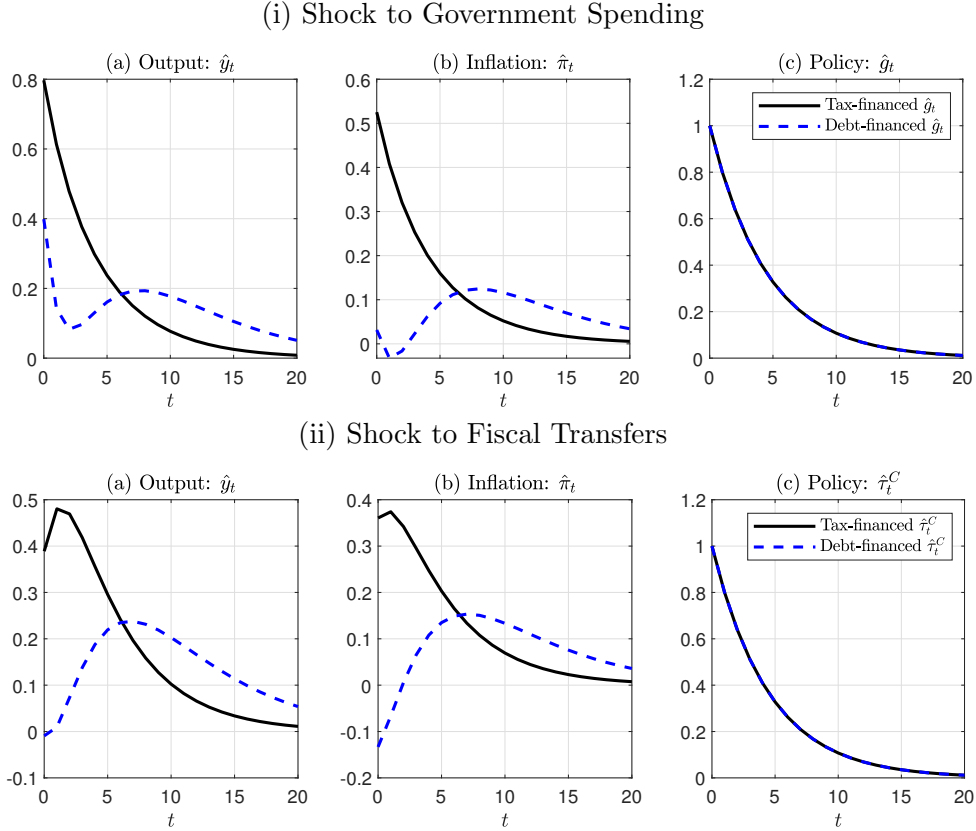 (i) Shock to Government Spending
(a) Output: ŷ_t
(b) Inflation: π̂_t
(c) Policy: ĝ_t
0.8
0.6
0.4
0.2
0
0 5 10 15 20
t
0.6
0.5
0.4
0.3
0.2
0.1
0
0 5 10 15 20
t
1.2
1
0.8
0.6
0.4
0.2
0
0 5 10 15 20
t
Tax-financed ĝ_t
Debt-financed ĝ_t
(ii) Shock to Fiscal Transfers
(a) Output: ŷ_t
(b) Inflation: π̂_t
(c) Policy: τ̂_t^C
0.5
0.4
0.3
0.2
0.1
0
-0.1
0 5 10 15 20
t
0.4
0.3
0.2
0.1
0
-0.1
-0.2
0 5 10 15 20
t
1.2
1
0.8
0.6
0.4
0.2
0
0 5 10 15 20
t
Tax-financed τ̂_t^C
Debt-financed τ̂_t^C